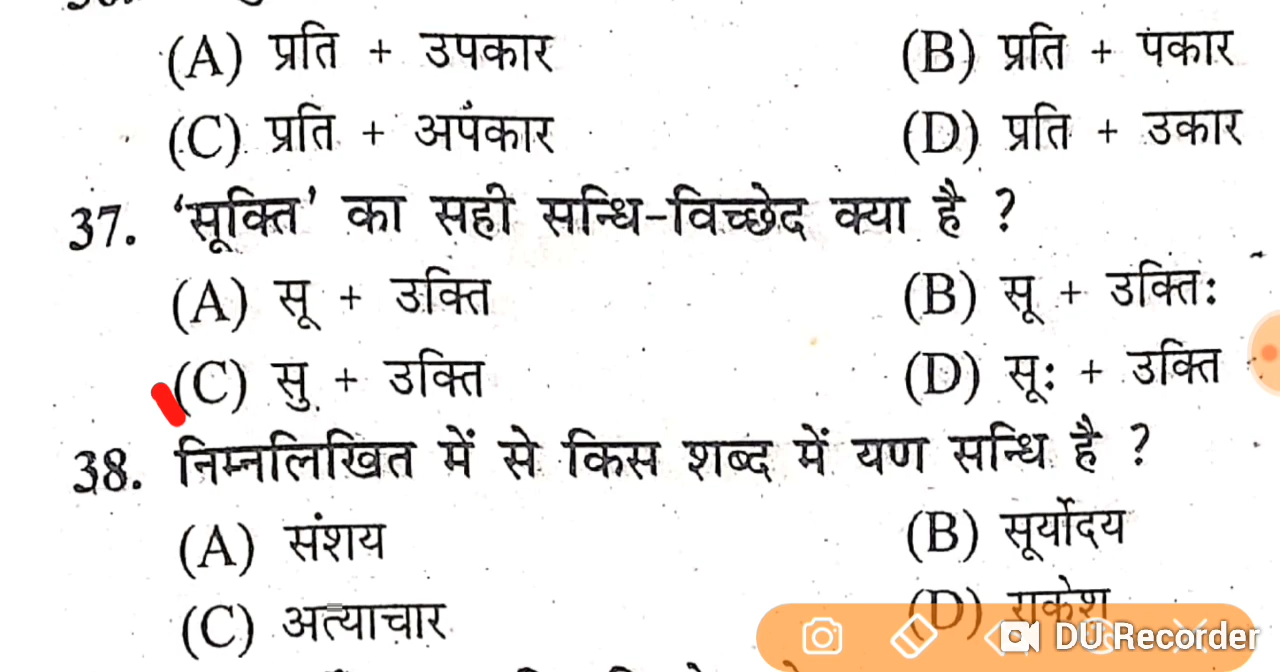 (A) प्रति + उपकार (B) प्रति + पकार
(C) प्रति + अपकार (D) प्रति + उकार
37. ‘सूक्ति’ का सही सन्धि-विच्छेद क्या है ?
(A) सू + उक्ति (B) सू + उक्तिः
(C) सु + उक्ति (D) सूः + उक्ति
38. निम्नलिखित में से किस शब्द में यण सन्धि है ?
(A) संशय (B) सूर्योदय
(C) अत्याचार (D) राकेश
DU Recorder